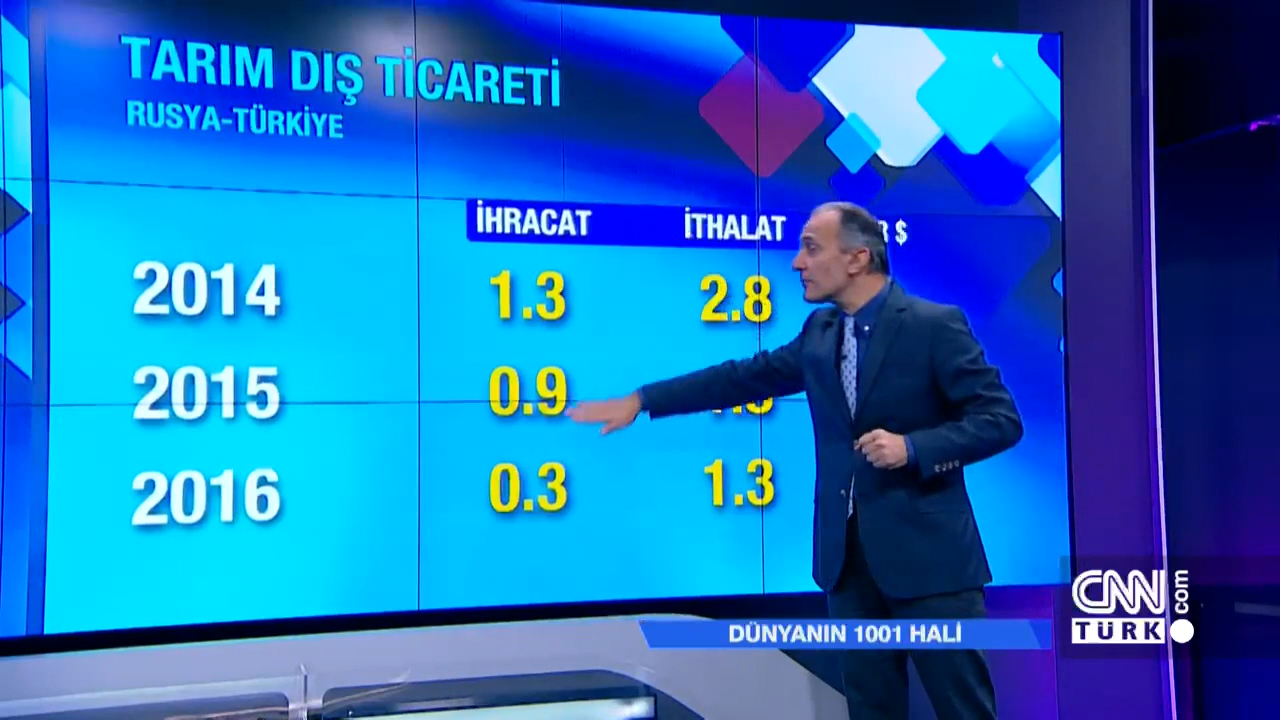 TARIM DIŞ TİCARETİ
RUSYA-TÜRKİYE
İHRACAT İTHALAT $
2014 1.3 2.8
2015 0.9
2016 0.3 1.3
DÜNYANIN 1001 HALİ
CNN
TÜRK
.com